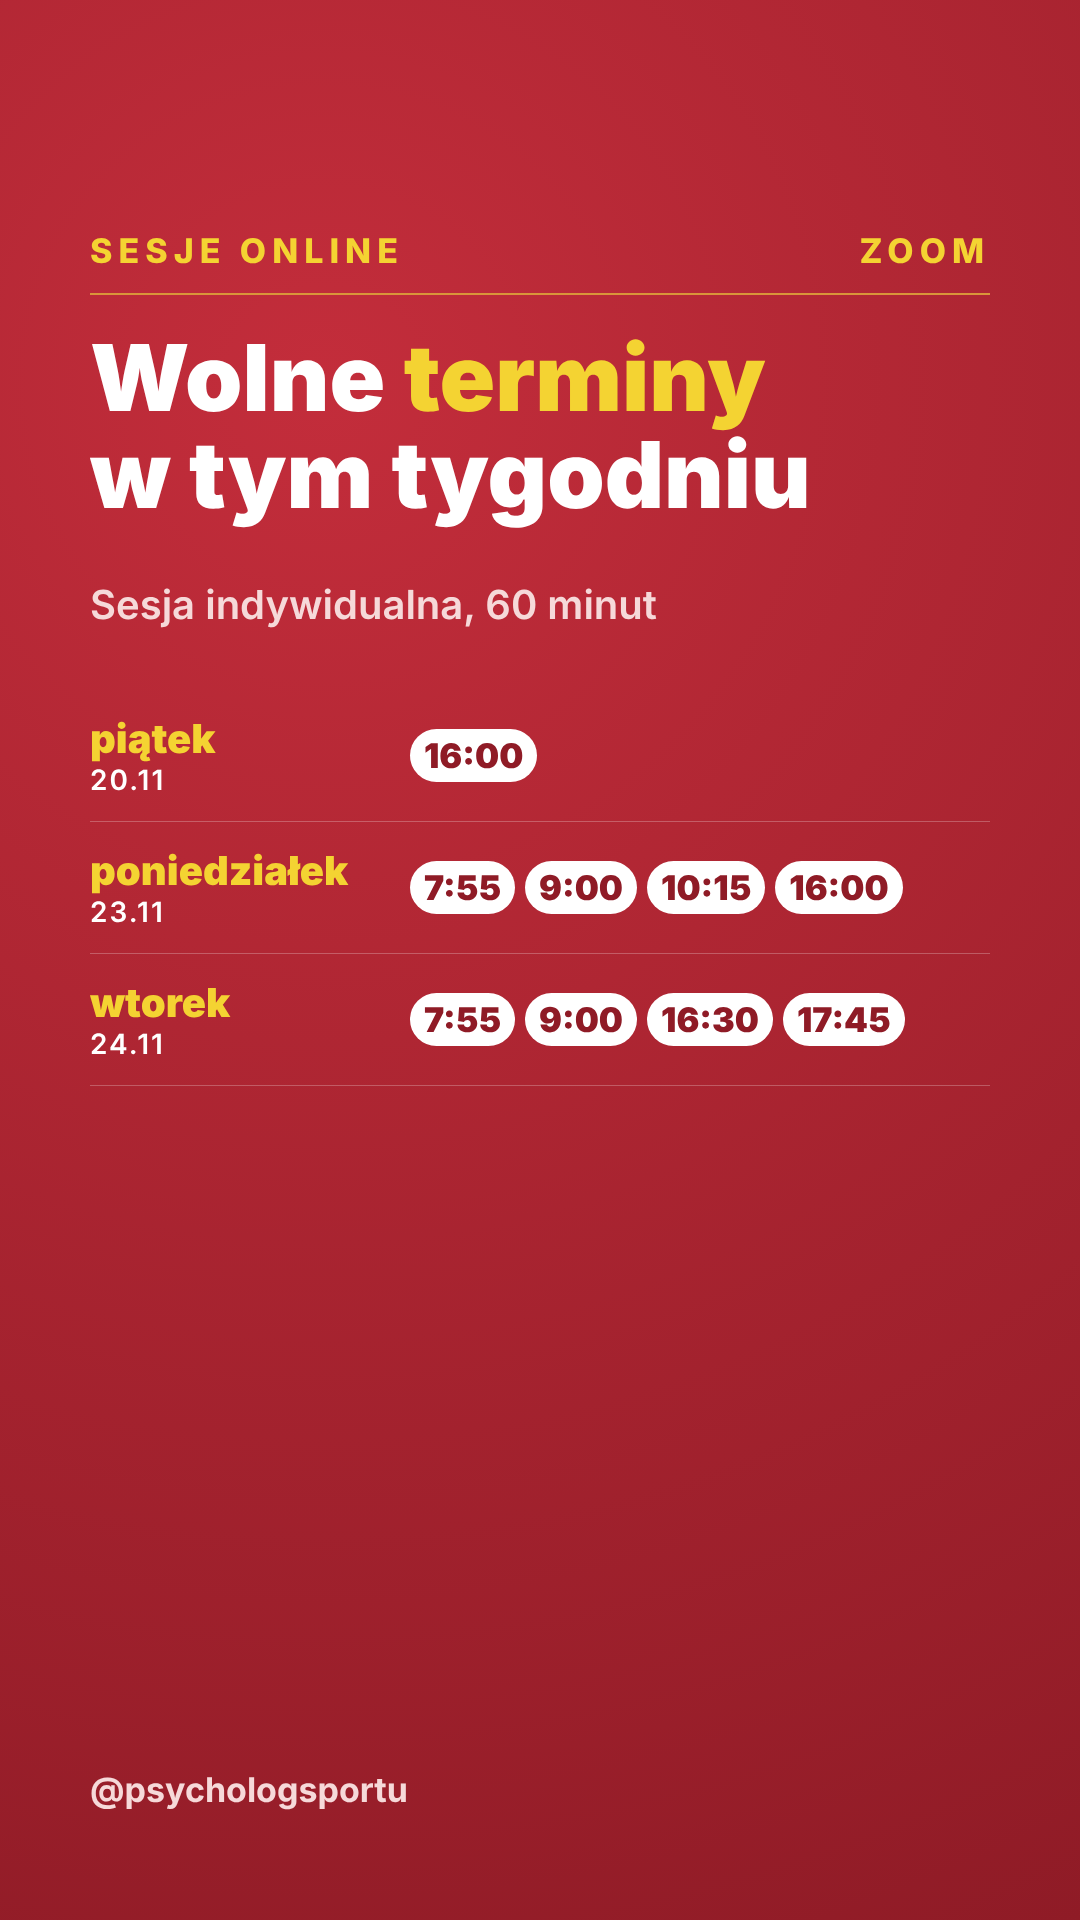 SESJE ONLINE ZOOM
Wolne terminy
w tym tygodniu
Sesja indywidualna, 60 minut
piątek
20.11
16:00
poniedziałek
23.11
7:55 9:00 10:15 16:00
wtorek
24.11
7:55 9:00 16:30 17:45
@psychologsportu